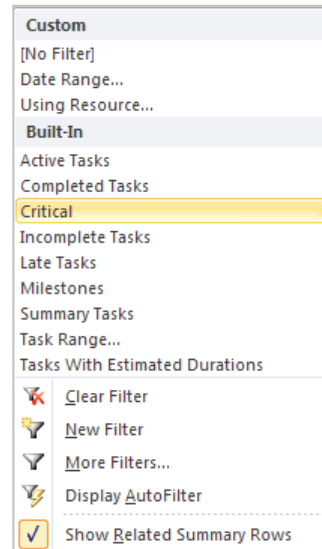 Custom
[No Filter]
Date Range...
Using Resource...
Built-In
Active Tasks
Completed Tasks
Critical
Incomplete Tasks
Late Tasks
Milestones
Summary Tasks
Task Range...
Tasks With Estimated Durations
Clear Filter
New Filter
More Filters...
Display AutoFilter
Show Related Summary Rows